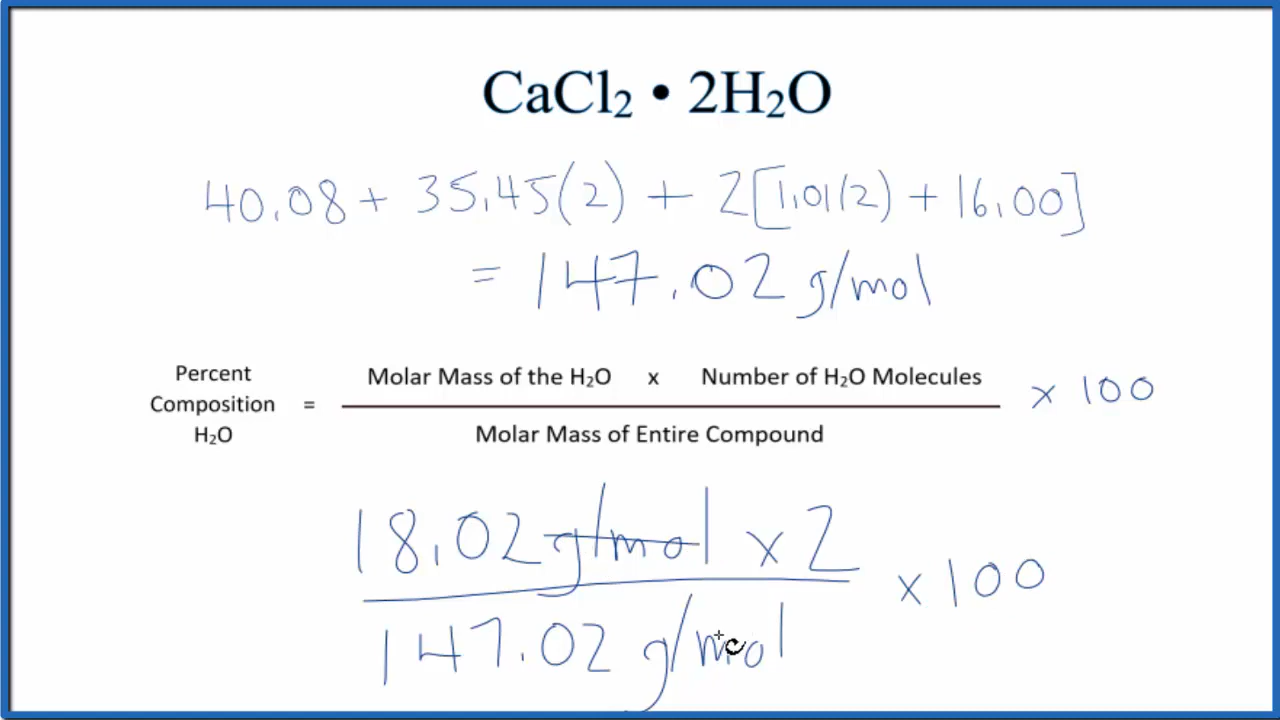 CaCl₂ • 2H₂O
40.08 + 35.45(2) + 2[1.01(2) + 16.00]
= 147.02 g/mol
Percent Composition H₂O = Molar Mass of the H₂O x Number of H₂O Molecules x 100
Molar Mass of Entire Compound
18.02 g/mol x 2 x 100
147.02 g/mol